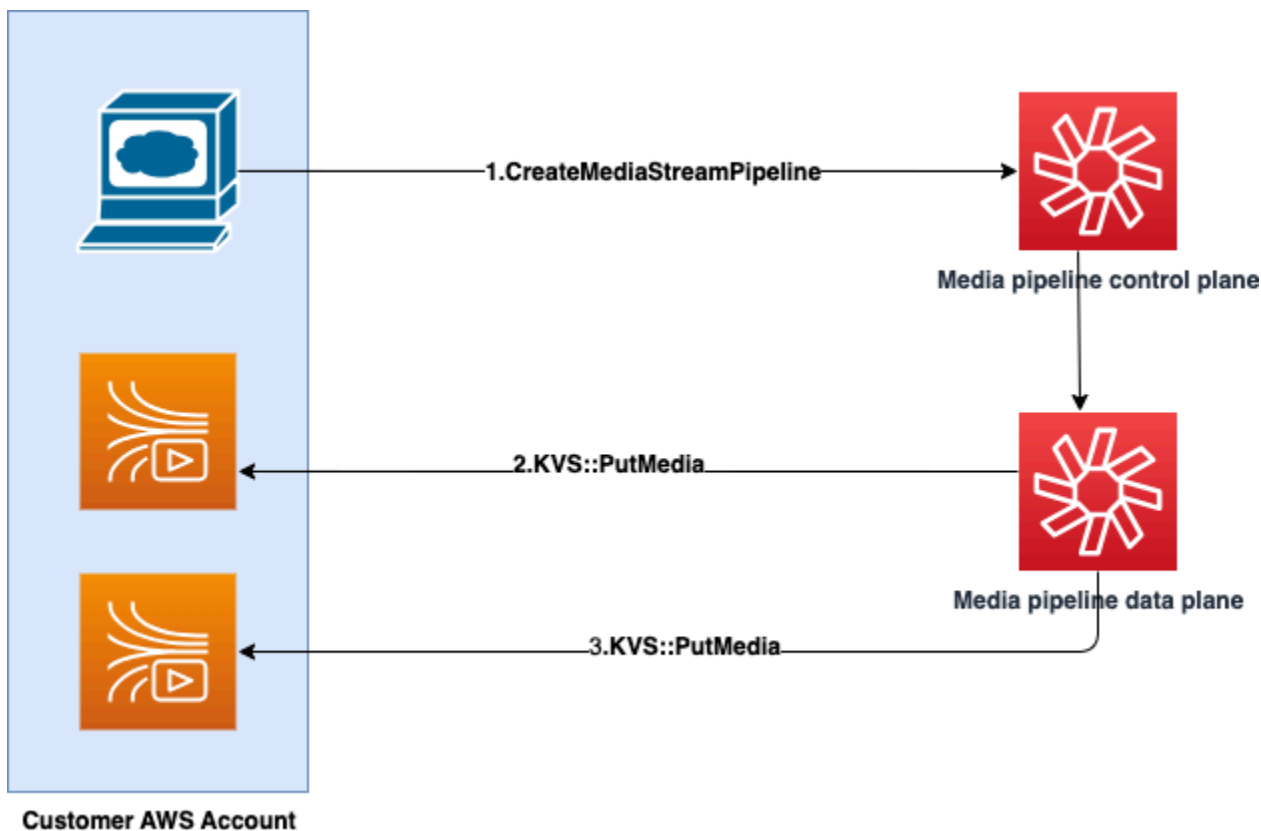 1.CreateMediaStreamPipeline
Media pipeline control plane
2.KVS::PutMedia
Media pipeline data plane
3.KVS::PutMedia
Customer AWS Account